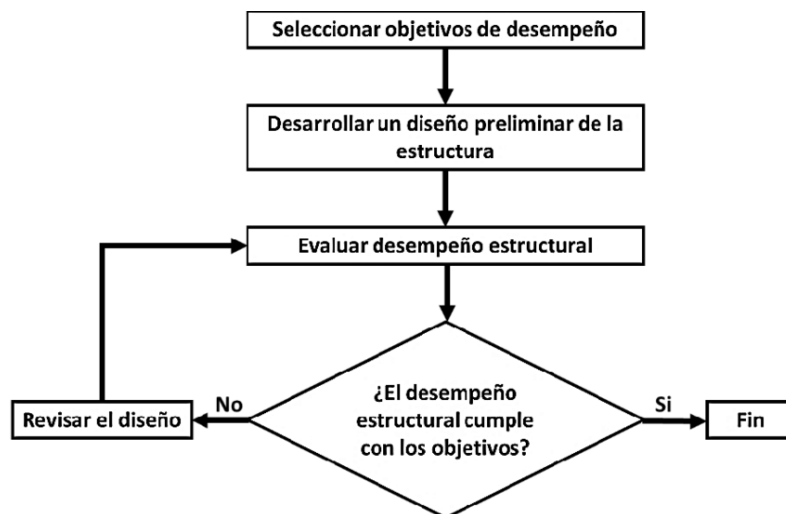 Seleccionar objetivos de desempeño
Desarrollar un diseño preliminar de la
estructura
Evaluar desempeño estructural
¿El desempeño
estructural cumple
con los objetivos?
No
Si
Revisar el diseño
Fin